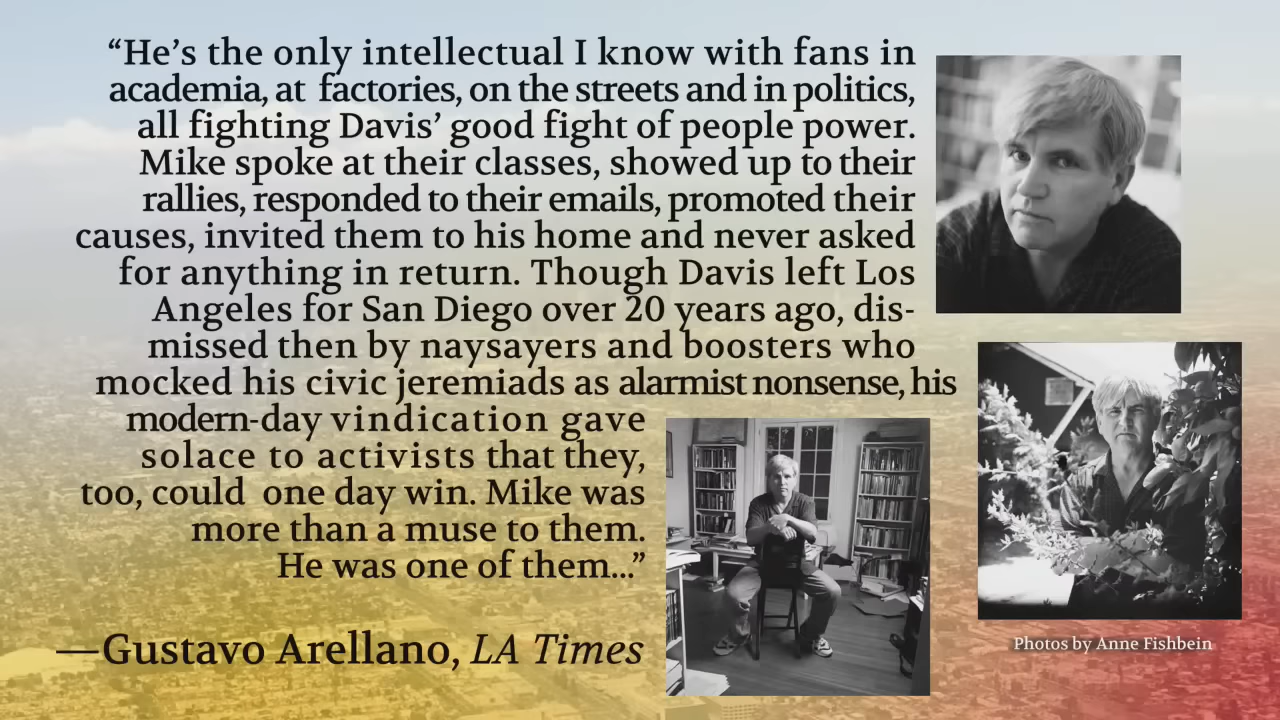 “He’s the only intellectual I know with fans in
academia, at factories, on the streets and in politics,
all fighting Davis’ good fight of people power.
Mike spoke at their classes, showed up to their
rallies, responded to their emails, promoted their
causes, invited them to his home and never asked
for anything in return. Though Davis left Los
Angeles for San Diego over 20 years ago, dis-
missed then by naysayers and boosters who
mocked his civic jeremiads as alarmist nonsense, his
modern-day vindication gave
solace to activists that they,
too, could one day win. Mike was
more than a muse to them.
He was one of them...”
—Gustavo Arellano, LA Times
Photos by Anne Fishbein